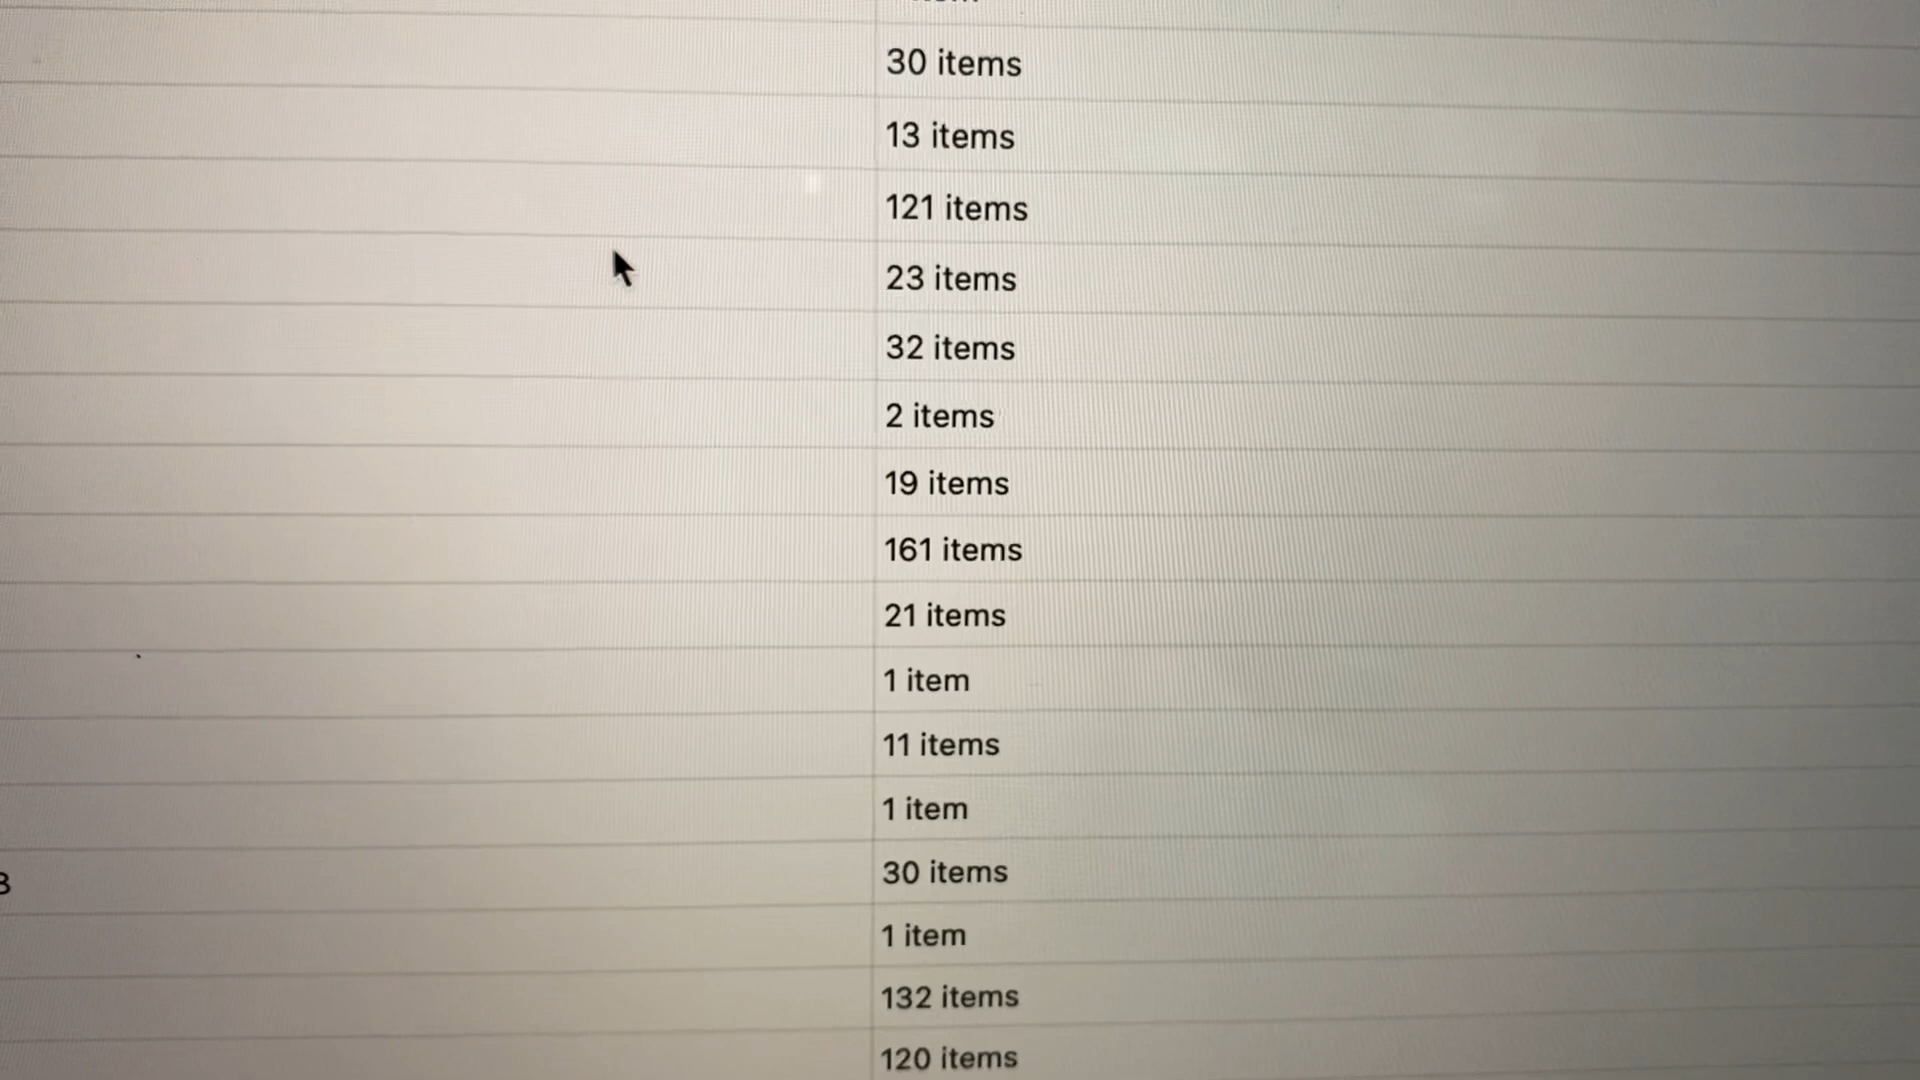 30 items
13 items
121 items
23 items
32 items
2 items
19 items
161 items
21 items
1 item
11 items
1 item
30 items
1 item
132 items
120 items